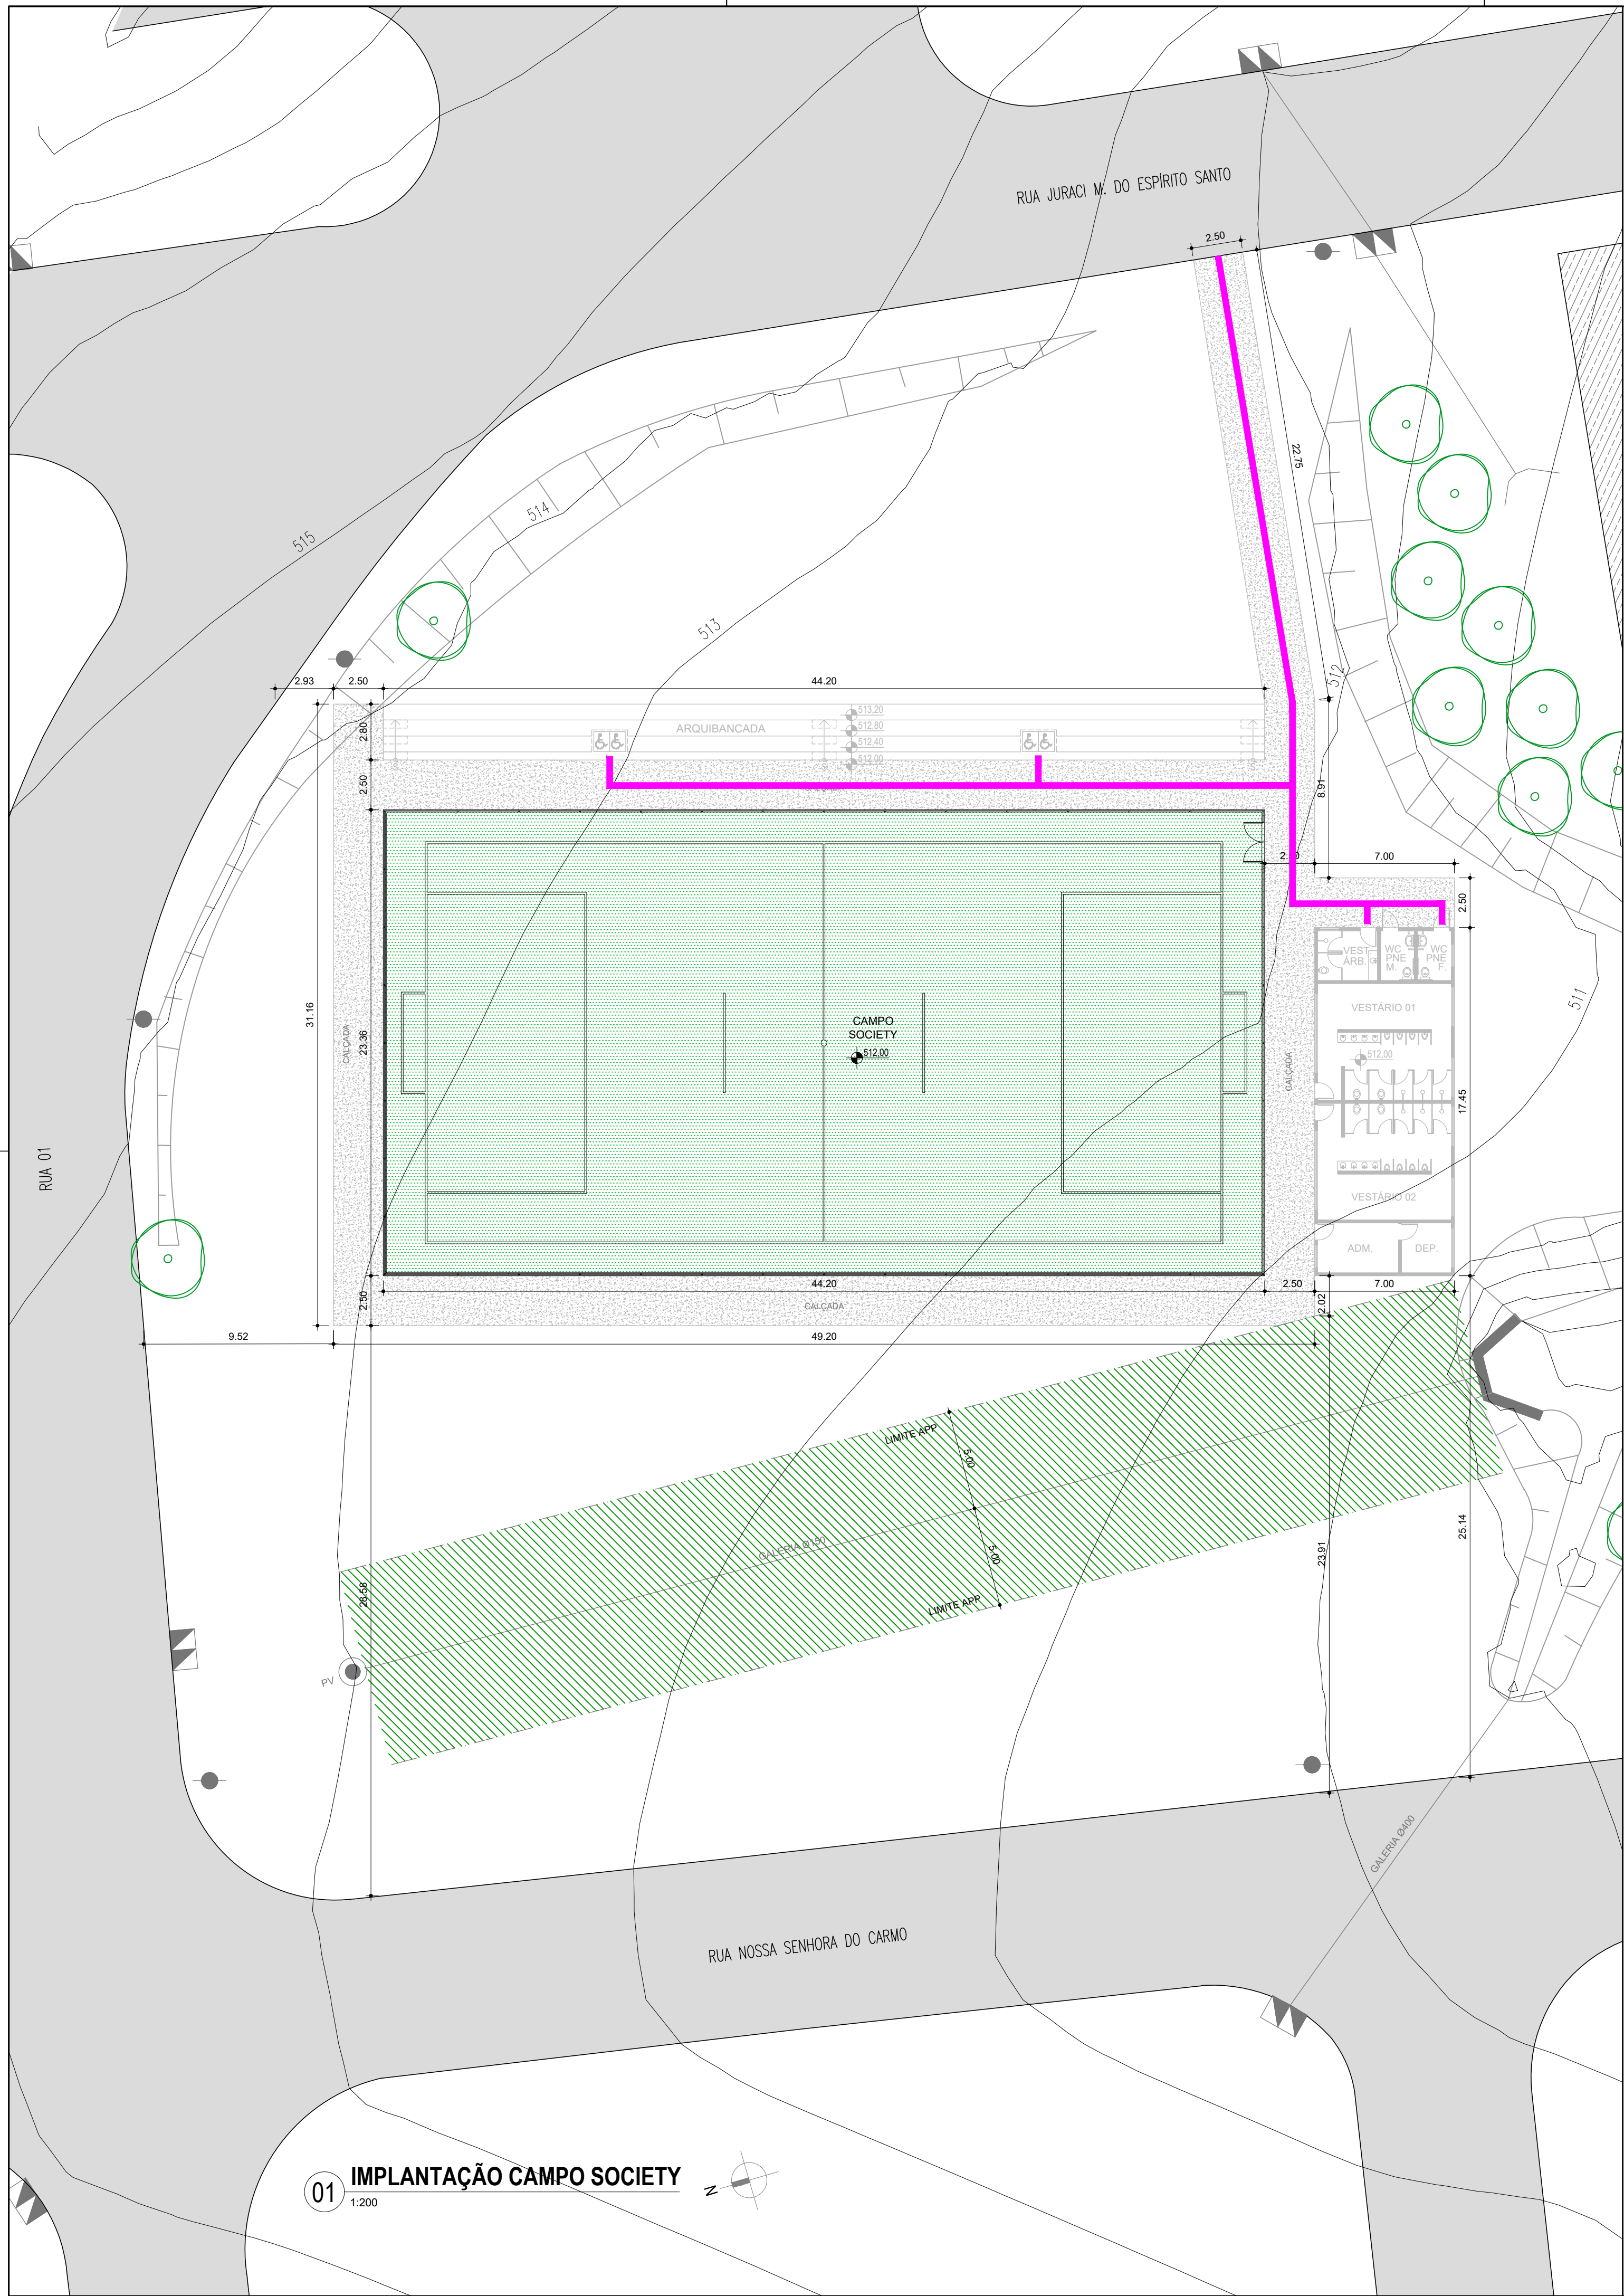 RUA JURACI M. DO ESPÍRITO SANTO
2.50
22.75
515
514
513
512
2.93
2.50
44.20
513,20
512,80
512,40
512,00
ARQUIBANCADA
2.80
2.50
8.91
7.00
2.50
VEST.
ÁRB.
WC
PNE
M.
WC
PNE
F.
511
VESTÁRIO 01
512,00
CAMPO
SOCIETY
512,00
31.16
23.36
CALÇADA
CALÇADA
17.45
RUA 01
VESTÁRIO 02
ADM.
DEP.
44.20
2.50
7.00
2.50
CALÇADA
2.02
9.52
49.20
LIMITE APP
5.00
GALERIA Ø150
5.00
LIMITE APP
28.58
23.91
25.14
PV
GALERIA Ø400
RUA NOSSA SENHORA DO CARMO
01
IMPLANTAÇÃO CAMPO SOCIETY
1:200
N